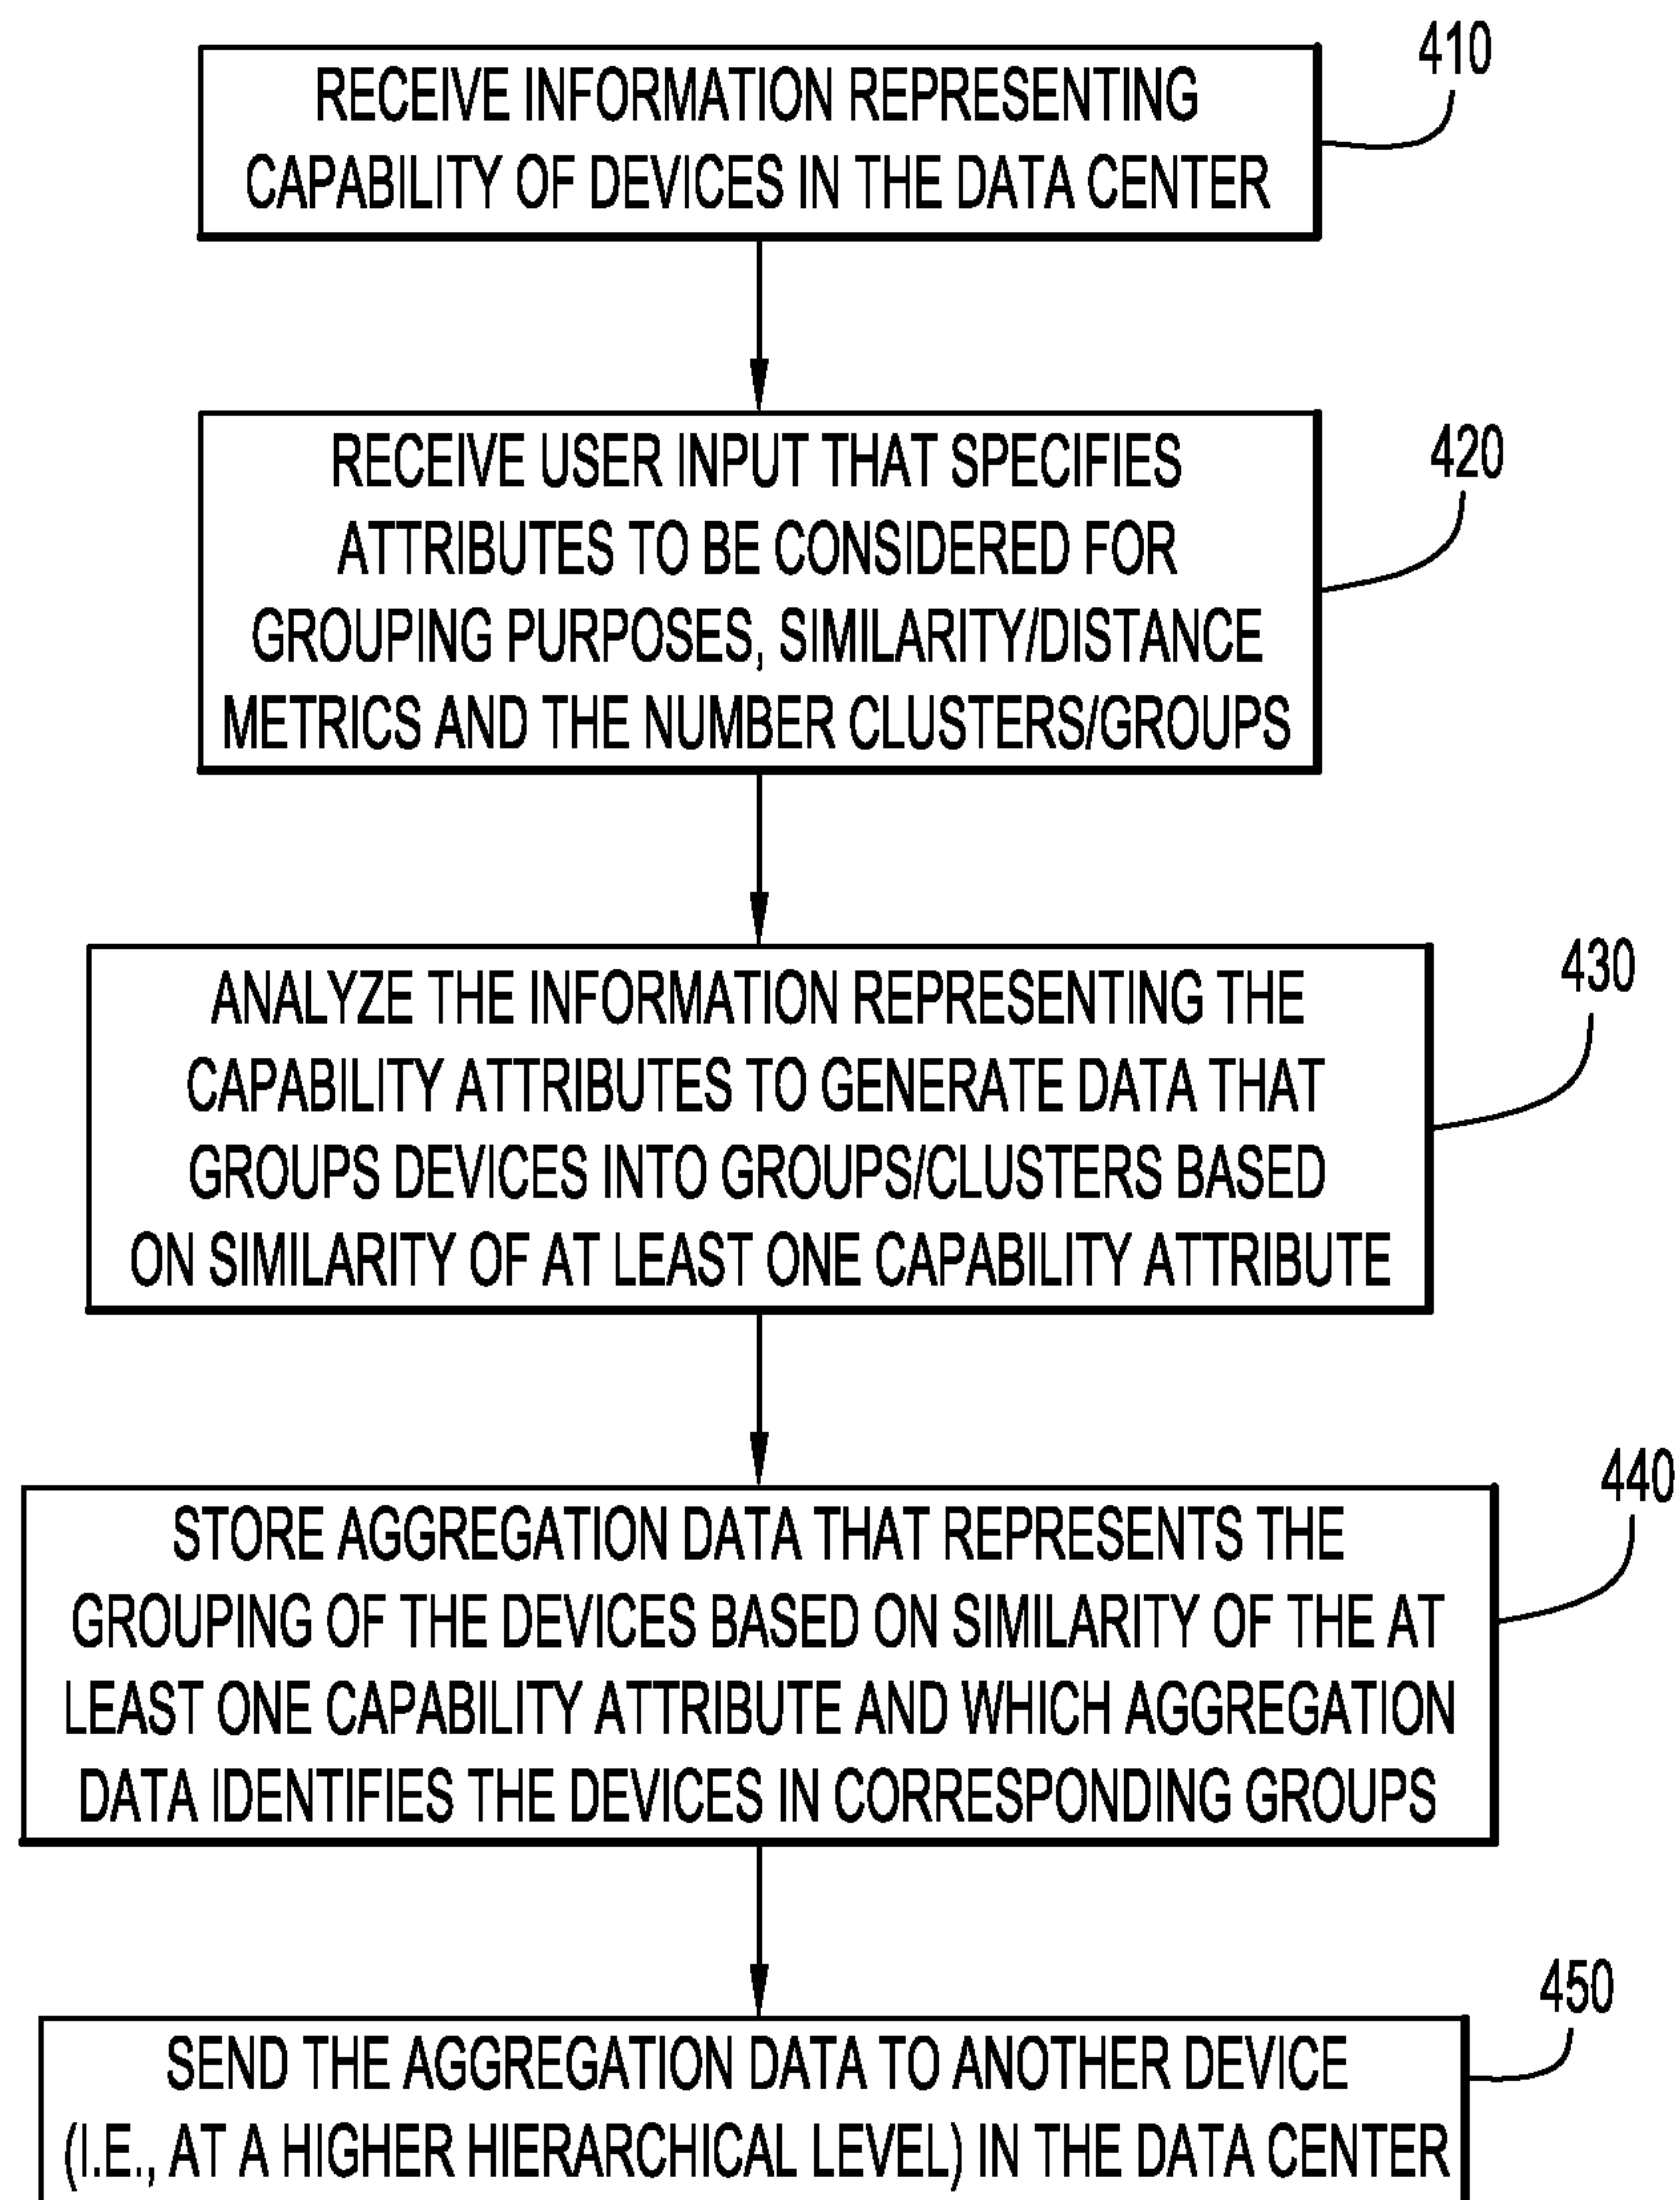 410
RECEIVE INFORMATION REPRESENTING
CAPABILITY OF DEVICES IN THE DATA CENTER
420
RECEIVE USER INPUT THAT SPECIFIES
ATTRIBUTES TO BE CONSIDERED FOR
GROUPING PURPOSES, SIMILARITY/DISTANCE
METRICS AND THE NUMBER CLUSTERS/GROUPS
430
ANALYZE THE INFORMATION REPRESENTING THE
CAPABILITY ATTRIBUTES TO GENERATE DATA THAT
GROUPS DEVICES INTO GROUPS/CLUSTERS BASED
ON SIMILARITY OF AT LEAST ONE CAPABILITY ATTRIBUTE
440
STORE AGGREGATION DATA THAT REPRESENTS THE
GROUPING OF THE DEVICES BASED ON SIMILARITY OF THE AT
LEAST ONE CAPABILITY ATTRIBUTE AND WHICH AGGREGATION
DATA IDENTIFIES THE DEVICES IN CORRESPONDING GROUPS
450
SEND THE AGGREGATION DATA TO ANOTHER DEVICE
(I.E., AT A HIGHER HIERARCHICAL LEVEL) IN THE DATA CENTER